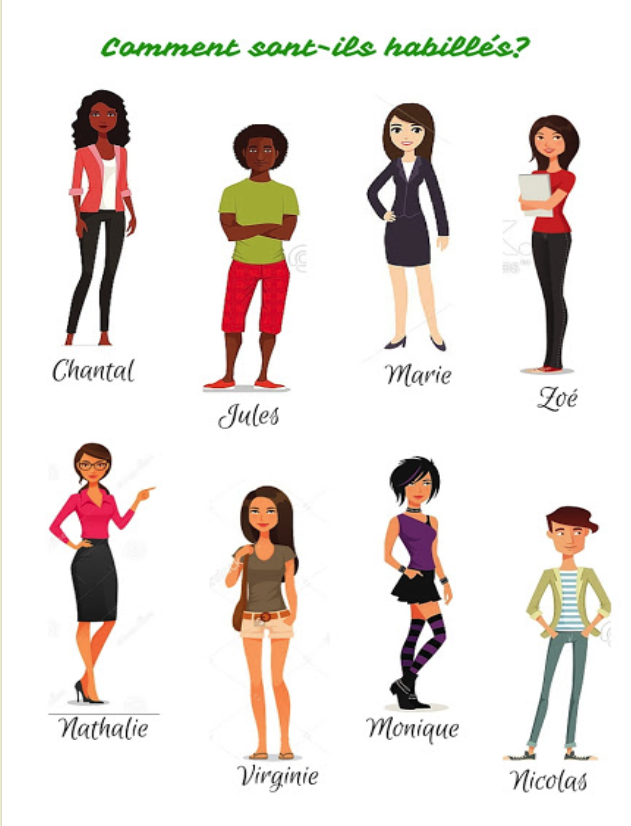 Comment sont-ils habillés?
Chantal
Jules
Marie
Zoé
Nathalie
Virginie
Monique
Nicolas